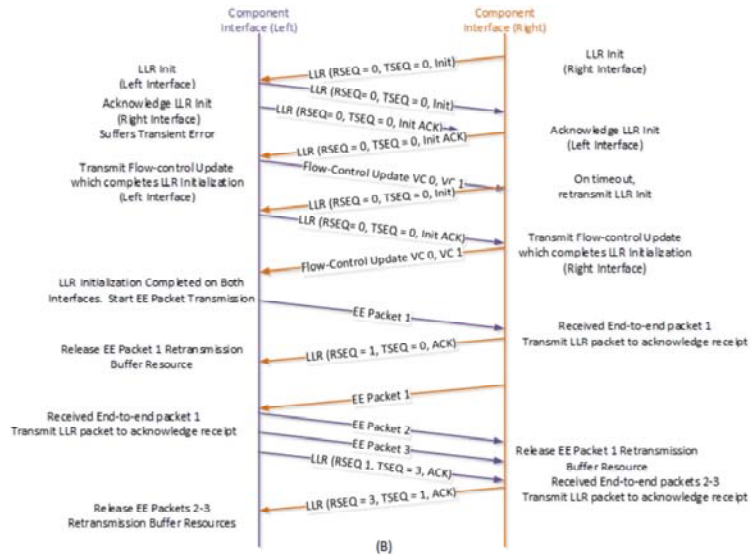 Component
Interface (Left)
Component
Interface (Right)
LLR Init
(Right Interface)
LLR (RSEQ = 0, TSEQ = 0, Init)
LLR Init
(Left Interface)
LLR (RSEQ= 0, TSEQ = 0, Init)
Acknowledge LLR Init
(Right Interface)
Suffers Transient Error
LLR (RSEQ= 0, TSEQ = 0, Init ACK)
Acknowledge LLR Init
(Left Interface)
LLR (RSEQ = 0, TSEQ = 0, Init ACK)
Transmit Flow-control Update
which completes LLR Initialization
(Left Interface)
Flow-Control Update VC 0, VC 1
On timeout,
retransmit LLR Init
LLR (RSEQ = 0, TSEQ = 0, Init)
LLR (RSEQ= 0, TSEQ = 0, Init ACK)
Transmit Flow-control Update
which completes LLR Initialization
(Right Interface)
Flow-Control Update VC 0, VC 1
LLR Initialization Completed on Both
Interfaces. Start EE Packet Transmission
EE Packet 1
Received End-to-end packet 1
Transmit LLR packet to acknowledge receipt
LLR (RSEQ = 1, TSEQ = 0, ACK)
Release EE Packet 1 Retransmission
Buffer Resource
EE Packet 1
Received End-to-end packet 1
Transmit LLR packet to acknowledge receipt
EE Packet 2
EE Packet 3
LLR (RSEQ 1, TSEQ = 3, ACK)
Release EE Packet 1 Retransmission
Buffer Resource
Received End-to-end packets 2-3
Transmit LLR packet to acknowledge receipt
LLR (RSEQ = 3, TSEQ = 1, ACK)
Release EE Packets 2-3
Retransmission Buffer Resources
(B)